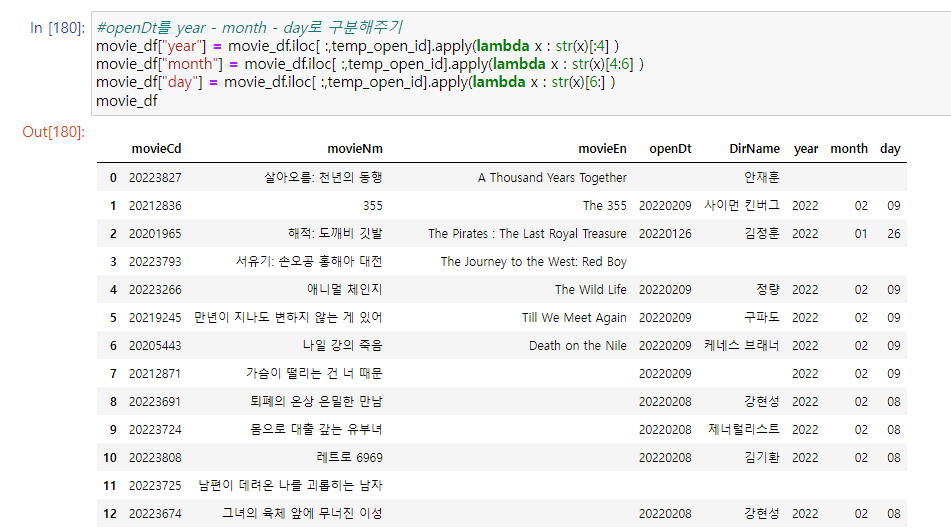 In [180]: #openDt를 year - month - day로 구분해주기
movie_df["year"] = movie_df.iloc[ :,temp_open_id].apply(lambda x : str(x)[:4] )
movie_df["month"] = movie_df.iloc[ :,temp_open_id].apply(lambda x : str(x)[4:6] )
movie_df["day"] = movie_df.iloc[ :,temp_open_id].apply(lambda x : str(x)[6:] )
movie_df
Out[180]:
movieCd movieNm movieEn openDt DirName year month day
0 20223827 살아오름: 천년의 동행 A Thousand Years Together 안재훈
1 20212836 355 The 355 20220209 사이먼 킨버그 2022 02 09
2 20201965 해적: 도깨비 깃발 The Pirates : The Last Royal Treasure 20220126 김정훈 2022 01 26
3 20223793 서유기: 손오공 홍해아 대전 The Journey to the West: Red Boy
4 20223266 애니멀 체인지 The Wild Life 20220209 정량 2022 02 09
5 20219245 만년이 지나도 변하지 않는 게 있어 Till We Meet Again 20220209 구파도 2022 02 09
6 20205443 나일 강의 죽음 Death on the Nile 20220209 케네스 브래너 2022 02 09
7 20212871 가슴이 떨리는 건 너 때문 20220209 2022 02 09
8 20223691 퇴폐의 온상 은밀한 만남 20220208 강현성 2022 02 08
9 20223724 몸으로 대출 갚는 유부녀 20220208 제너럴리스트 2022 02 08
10 20223808 레트로 6969 20220208 김기환 2022 02 08
11 20223725 남편이 데려온 나를 괴롭히는 남자
12 20223674 그녀의 육체 앞에 무너진 이성 20220208 강현성 2022 02 08